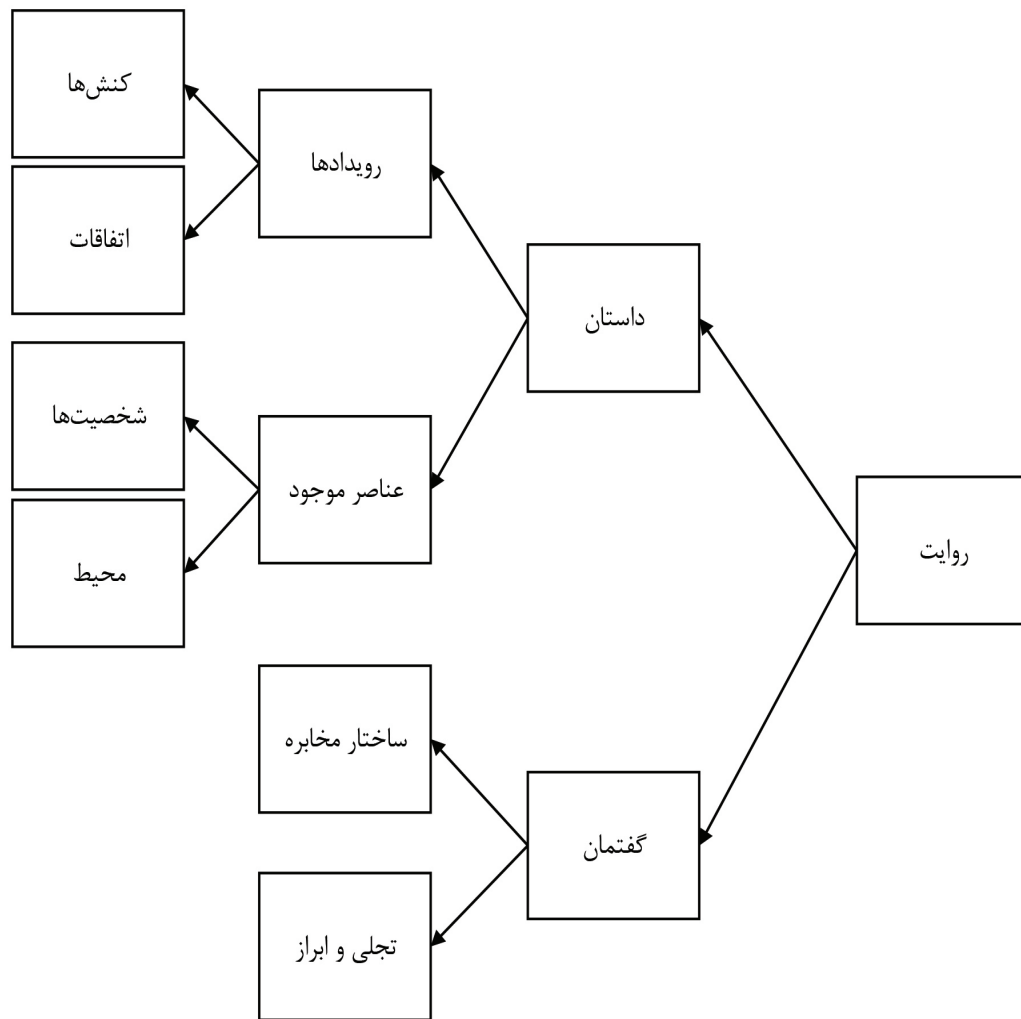 روایت
داستان
گفتمان
رویدادها
عناصر موجود
ساختار مخابره
تجلی و ابراز
کنش‌ها
اتفاقات
شخصیت‌ها
محیط